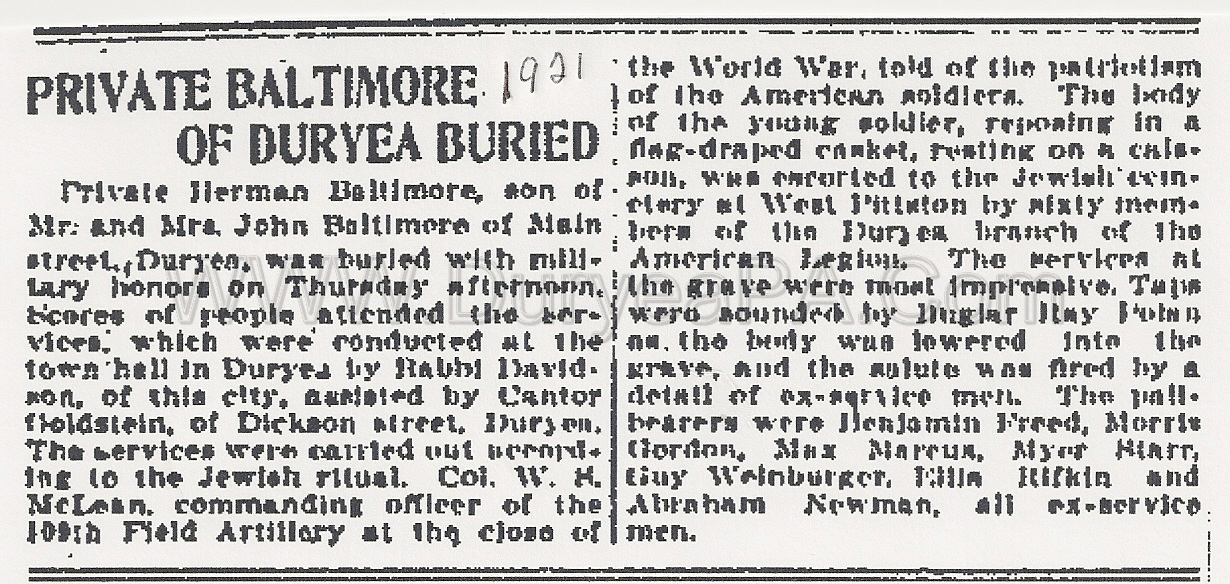 PRIVATE BALTIMORE 1921
OF DURYEA BURIED
Private Herman Baltimore, son of
Mr. and Mrs. John Baltimore of Main
street, Duryea, was buried with mili-
tary honors on Thursday afternoon.
Scores of people attended the ser-
vices, which were conducted at the
town hall in Duryea by Rabbi David-
son, of this city, assisted by Cantor
Goldstein, of Dickson street, Duryea.
The services were carried out accord-
ing to the Jewish ritual. Col. W. S.
McLean, commanding officer of the
109th Field Artillery at the close of
the World War, told of the patriotism
of the American soldiers. The body
of the young soldier, reposing in a
flag-draped casket, resting on a cais-
son, was escorted to the Jewish cem-
etery at West Pittston by sixty mem-
bers of the Duryea branch of the
American Legion. The services at
the grave were most impressive. Taps
were sounded by Bugler Ray
as the body was lowered into the
grave, and the salute was fired by a
detail of ex-service men. The pall-
bearers were Benjamin Freed, Morris
Gordon, Max Marcus, Myer Starr,
Guy Weinburger, Ellis Rifkin and
Abraham Newman, all ex-service
men.
WWW.DuryeaPA.Com